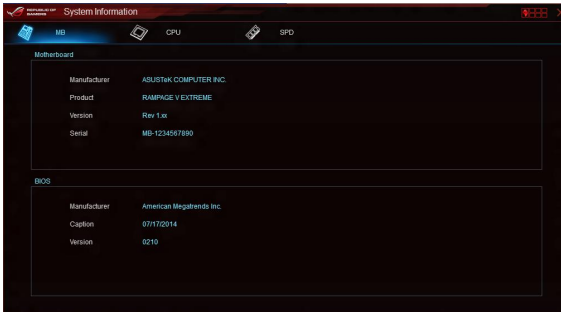 REPUBLIC OF GAMERS System Information
MB CPU SPD
Motherboard
Manufacturer ASUSTeK COMPUTER INC.
Product RAMPAGE V EXTREME
Version Rev 1.xx
Serial MB-1234567890
BIOS
Manufacturer American Megatrends Inc.
Caption 07/17/2014
Version 0210